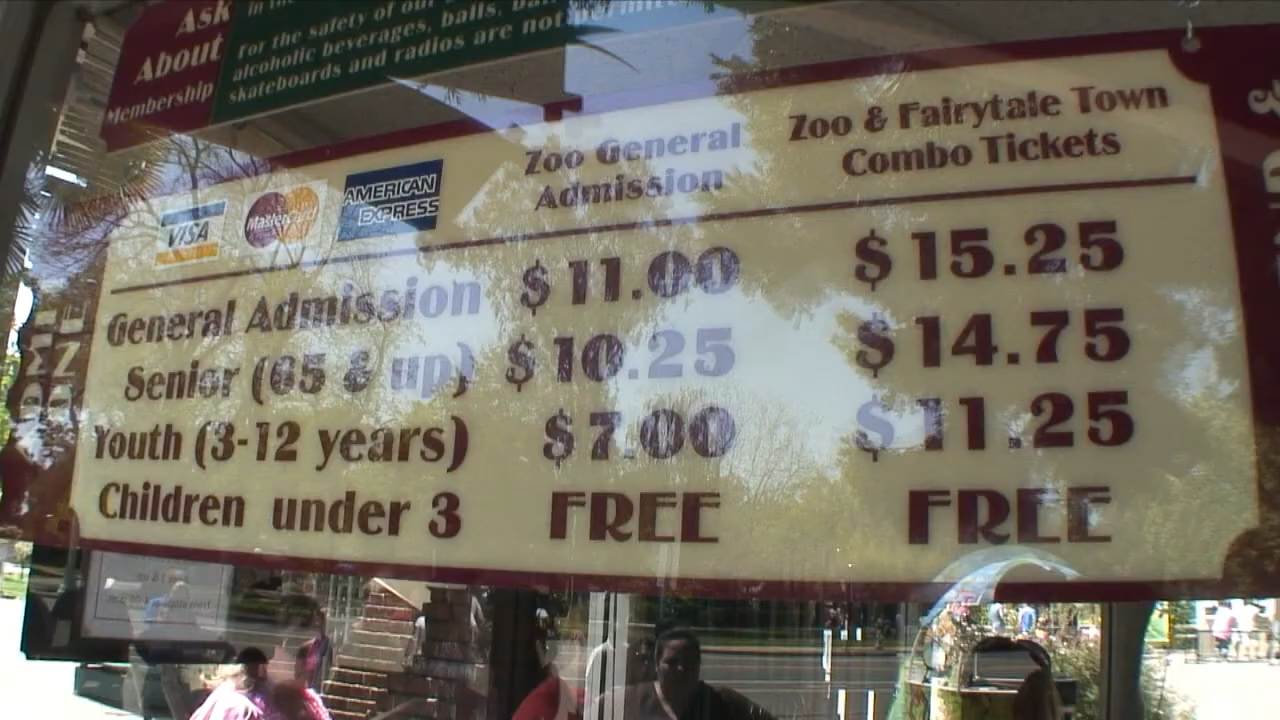 Ask
About
Membership
For the safety of our
alcoholic beverages, balls,
skateboards and radios are not permitted
VISA
MasterCard
AMERICAN
EXPRESS
Zoo General
Admission
Zoo & Fairytale Town
Combo Tickets
General Admission $11.00 $15.25
Senior (65 & up) $10.25 $14.75
Youth (3-12 years) $7.00 $11.25
Children under 3 FREE FREE